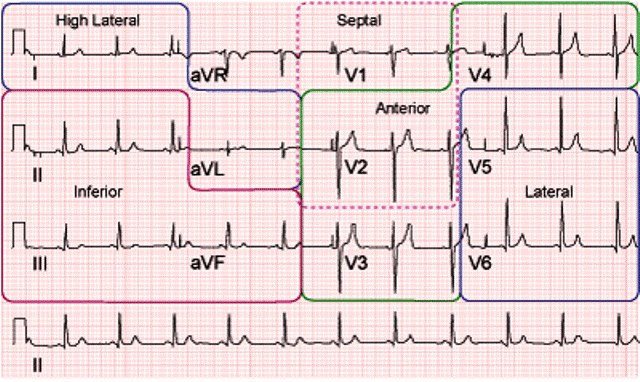 High Lateral
Septal
I
aVR
V1
V4
Anterior
II
aVL
V2
V5
Inferior
Lateral
III
aVF
V3
V6
II